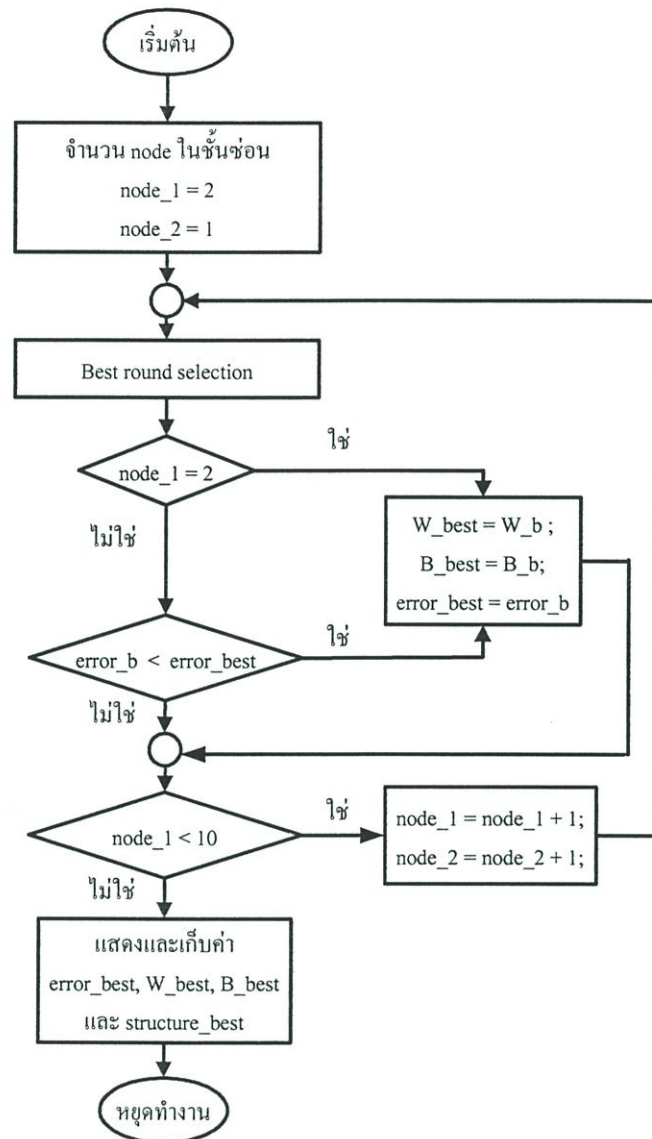 เริ่มต้น
จำนวน node ในชั้นซ่อน
node_1 = 2
node_2 = 1
Best round selection
node_1 = 2
ใช่
ไม่ใช่
W_best = W_b ;
B_best = B_b;
error_best = error_b
error_b < error_best
ใช่
ไม่ใช่
node_1 < 10
ใช่
node_1 = node_1 + 1;
node_2 = node_2 + 1;
ไม่ใช่
แสดงและเก็บค่า
error_best, W_best, B_best
และ structure_best
หยุดทำงาน